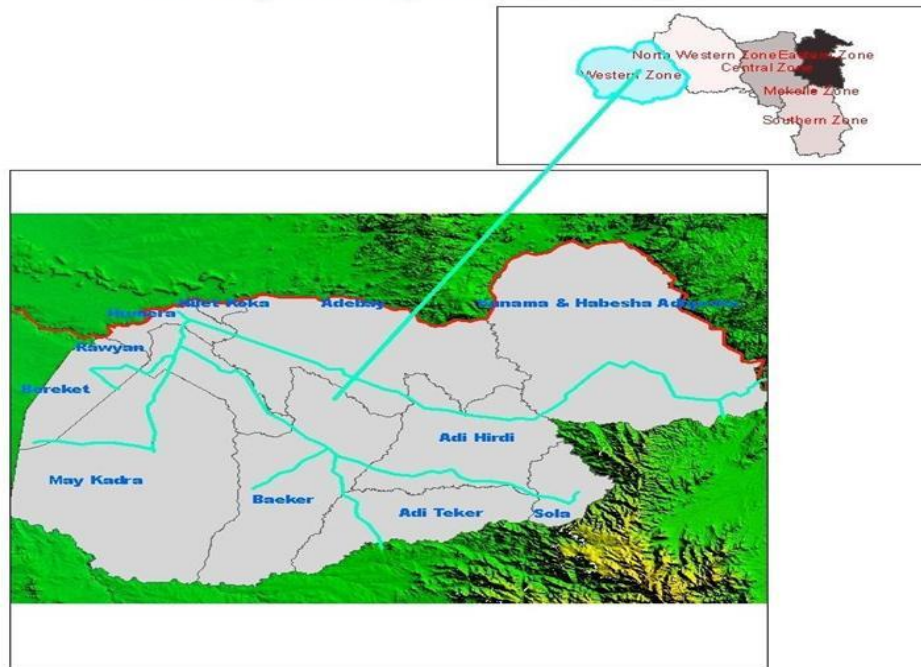 North Western Zone
Eastern Zone
Central Zone
Western Zone
Mekelle Zone
Southern Zone
Adebay
& Habesha
Humera
Rawyan
Bereket
Adi Hirdi
May Kadra
Baeker
Adi Teker
Sola